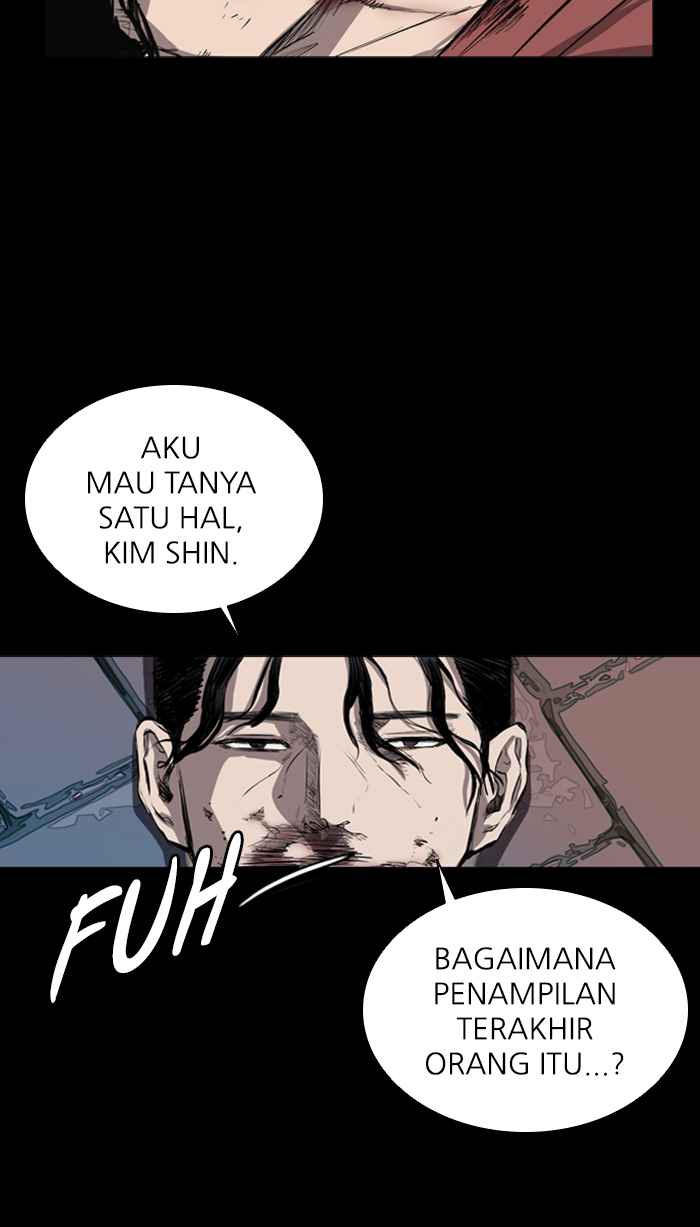 AKU
MAU TANYA
SATU HAL,
KIM SHIN.
FUH
BAGAIMANA
PENAMPILAN
TERAKHIR
ORANG ITU...?